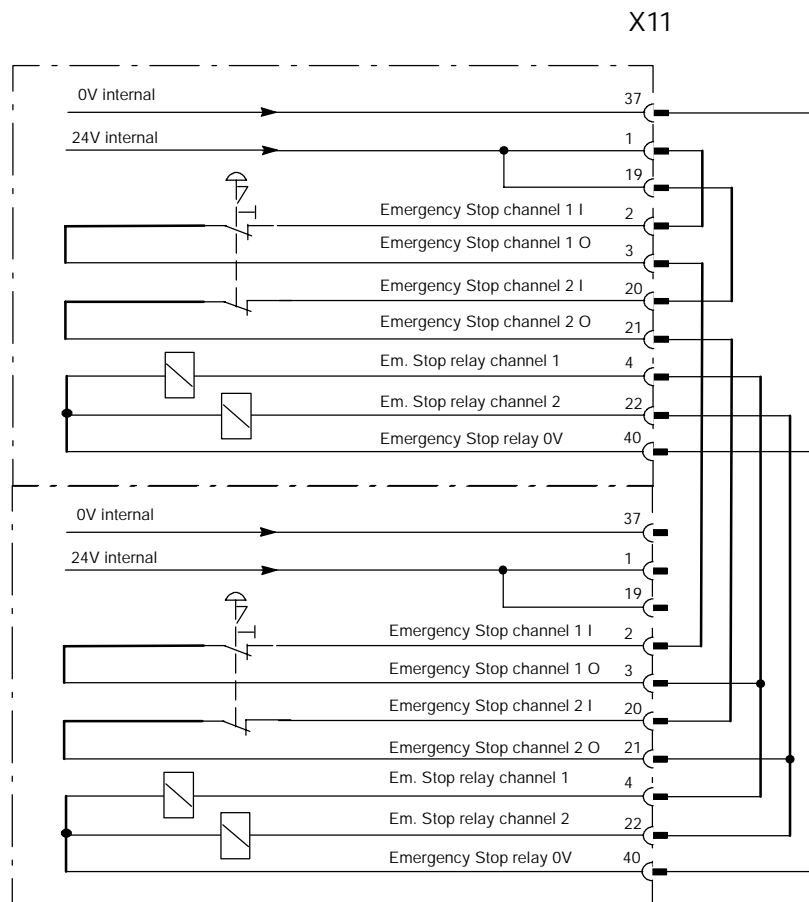 X11
0V internal 37
24V internal 1
19
Emergency Stop channel 1 I 2
Emergency Stop channel 1 O 3
Emergency Stop channel 2 I 20
Emergency Stop channel 2 O 21
Em. Stop relay channel 1 4
Em. Stop relay channel 2 22
Emergency Stop relay 0V 40
0V internal 37
24V internal 1
19
Emergency Stop channel 1 I 2
Emergency Stop channel 1 O 3
Emergency Stop channel 2 I 20
Emergency Stop channel 2 O 21
Em. Stop relay channel 1 4
Em. Stop relay channel 2 22
Emergency Stop relay 0V 40